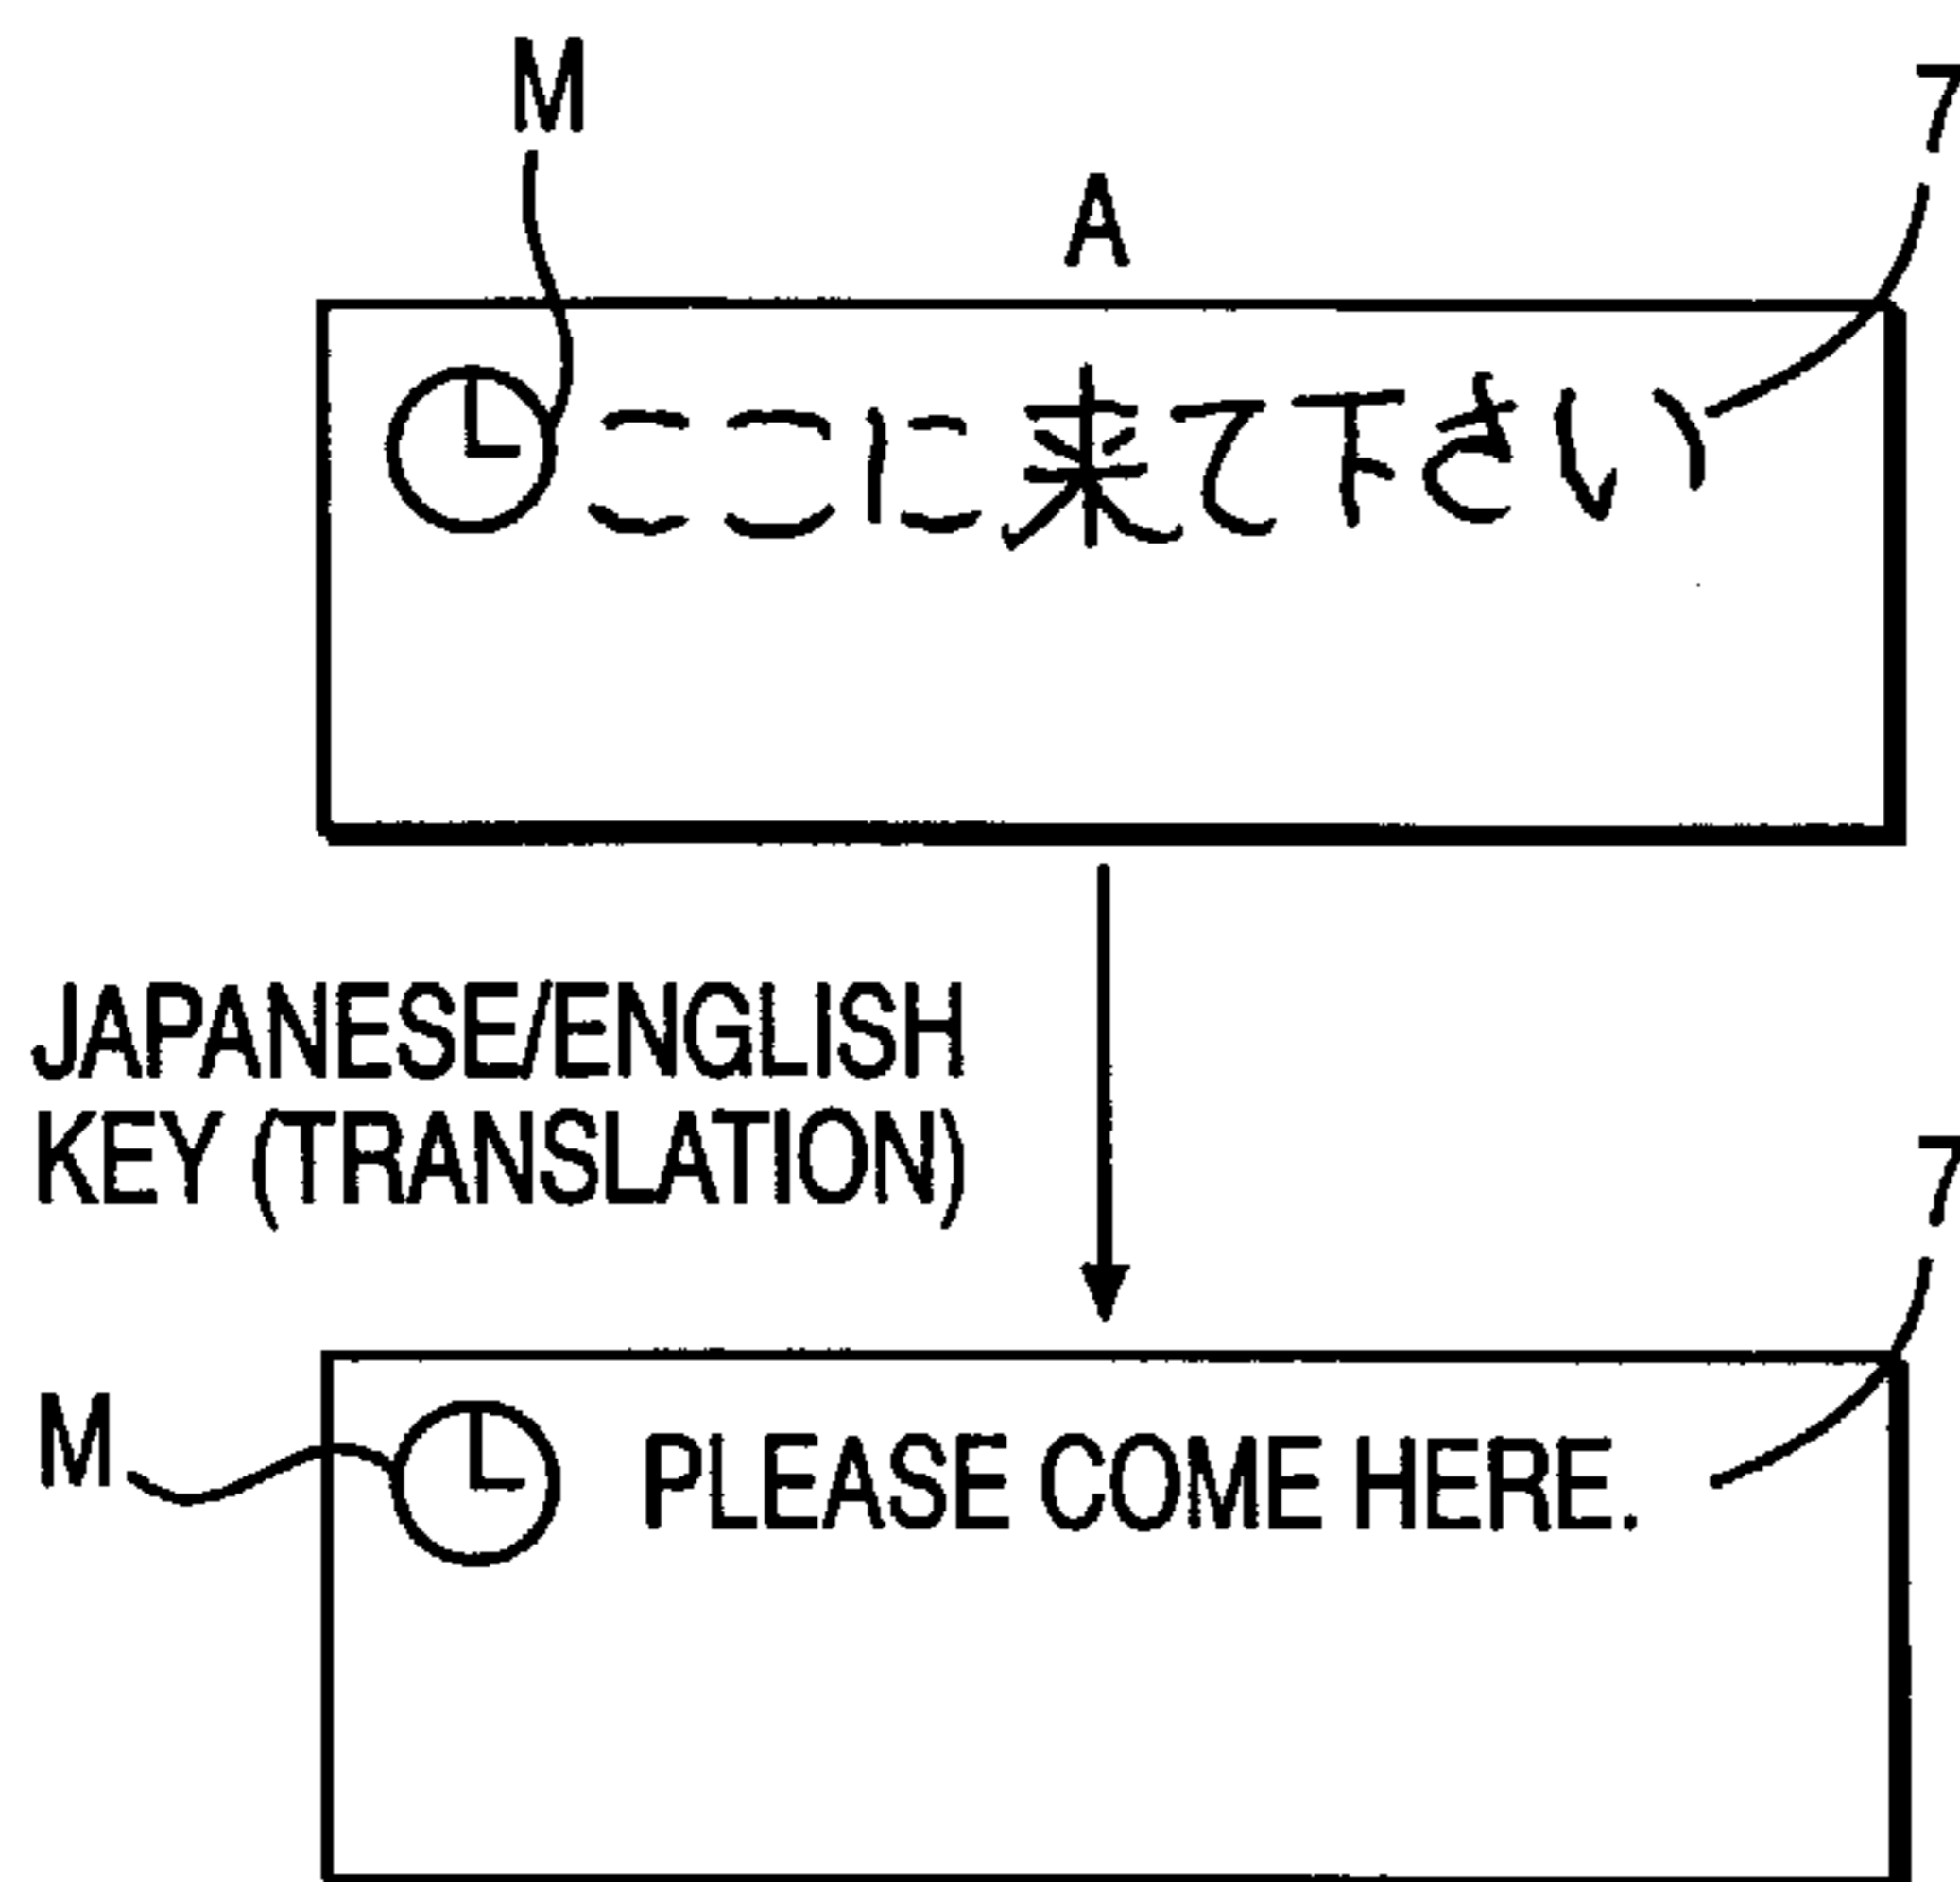 M
7
A
ここに来て下さい
JAPANESE/ENGLISH
KEY (TRANSLATION)
7
M
PLEASE COME HERE.